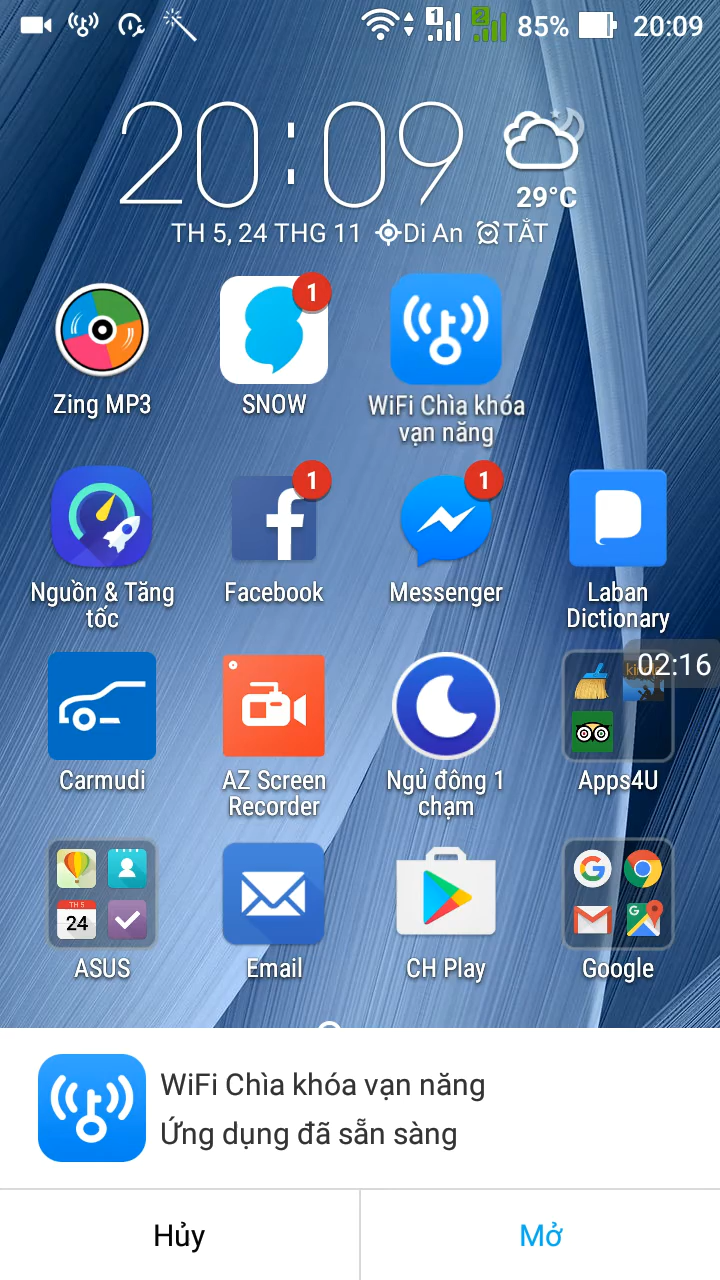 1
2
85%
20:09
20:09
29°C
TH 5, 24 THG 11
Di An
TẮT
1
Zing MP3
SNOW
WiFi Chìa khóa
vạn năng
1
1
Nguồn & Tăng
tốc
Facebook
Messenger
Laban
Dictionary
02:16
Carmudi
AZ Screen
Recorder
Ngủ đông 1
chạm
Apps4U
TH 5
24
G
G
ASUS
Email
CH Play
Google
WiFi Chìa khóa vạn năng
Ứng dụng đã sẵn sàng
Hủy
Mở